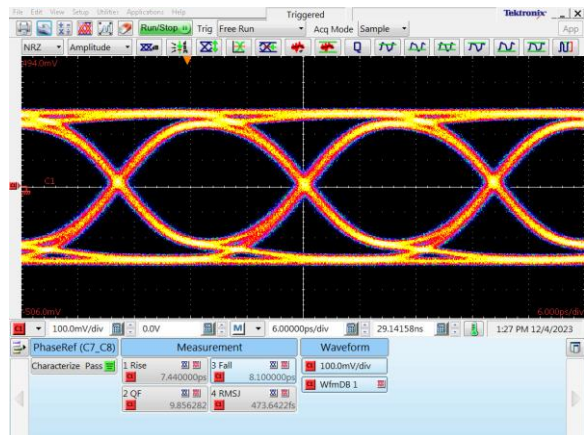 File Edit View Setup Utilities Applications Help Triggered Tektronix
Run/Stop Trig Free Run Acq Mode Sample App
NRZ Amplitude
494.0mV
C1
-506.0mV 6.000ps/div
C1 100.0mV/div 0.0V M 6.00000ps/div 29.14158ns 1:27 PM 12/4/2023
PhaseRef (C7_C8) Measurement Waveform
Characterize Pass 1 Rise 3 Fall 100.0mV/div
7.440000ps 8.100000ps WfmDB 1
2 QF 4 RMSJ
9.856282 473.6422fs